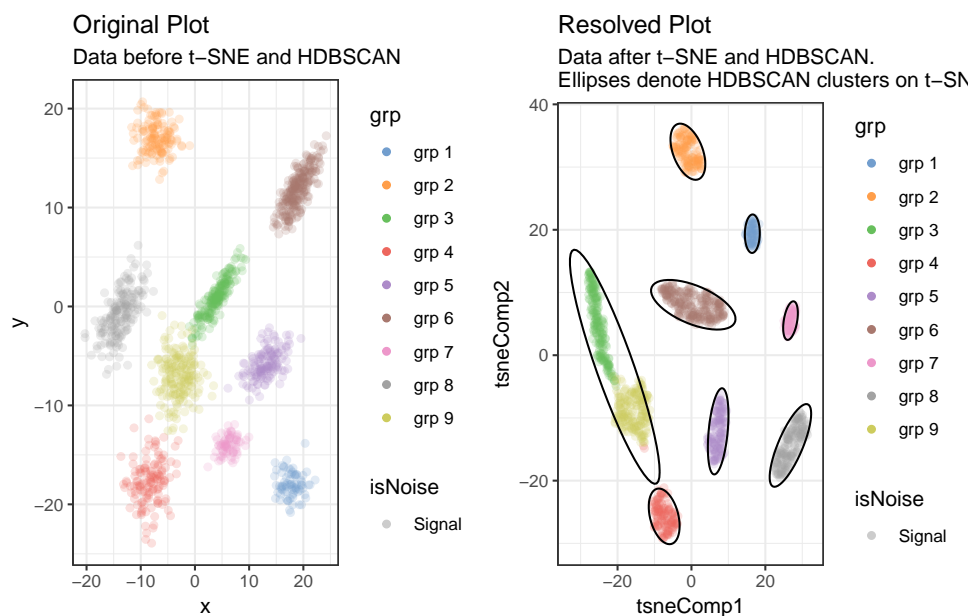 Original Plot
Data before t−SNE and HDBSCAN
20
10
0
−10
−20
y
−20
−10
0
10
20
x
grp
grp 1
grp 2
grp 3
grp 4
grp 5
grp 6
grp 7
grp 8
grp 9
isNoise
Signal
Resolved Plot
Data after t−SNE and HDBSCAN.
Ellipses denote HDBSCAN clusters on t−SN
40
20
0
−20
tsneComp2
−20
0
20
tsneComp1
grp
grp 1
grp 2
grp 3
grp 4
grp 5
grp 6
grp 7
grp 8
grp 9
isNoise
Signal